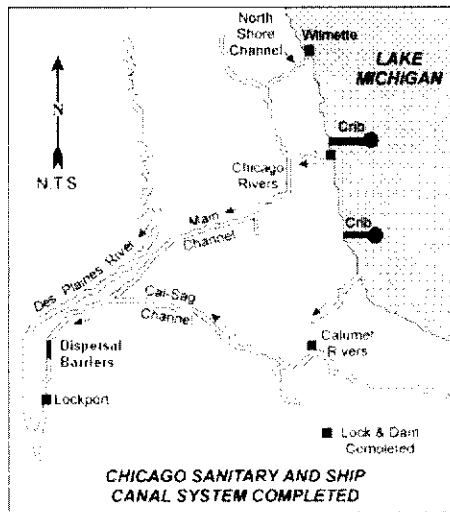 North
Shore
Channel
Wilmette
LAKE
MICHIGAN
N
N.T.S
Crib
Chicago
Rivers
Main
Channel
Crib
Des Plaines River
Cal-Sag
Channel
Dispersal
Barriers
Calumet
Rivers
Lockport
Lock & Dam
Completed
CHICAGO SANITARY AND SHIP
CANAL SYSTEM COMPLETED